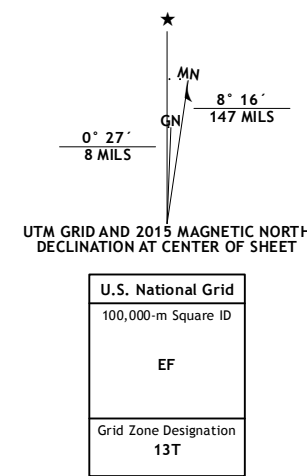 MN
8° 16´
147 MILS
GN
0° 27´
8 MILS
UTM GRID AND 2015 MAGNETIC NORTH
DECLINATION AT CENTER OF SHEET
U.S. National Grid
100,000-m Square ID
EF
Grid Zone Designation
13T